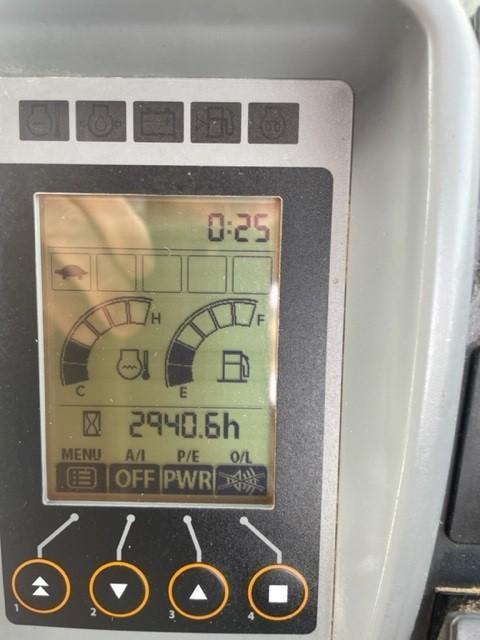 0:25
H F
C E
2940.6h
MENU A/I P/E O/L
OFF PWR
1 2 3 4